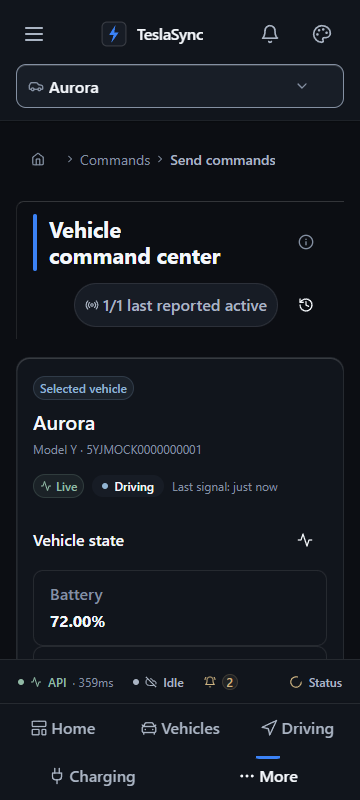 TeslaSync
Aurora
Commands
Send commands
Vehicle
command center
1/1 last reported active
Selected vehicle
Aurora
Model Y · 5YJMOCK0000000001
Live
Driving
Last signal: just now
Vehicle state
Battery
72.00%
API · 359ms
Idle
2
Status
Home
Vehicles
Driving
Charging
More